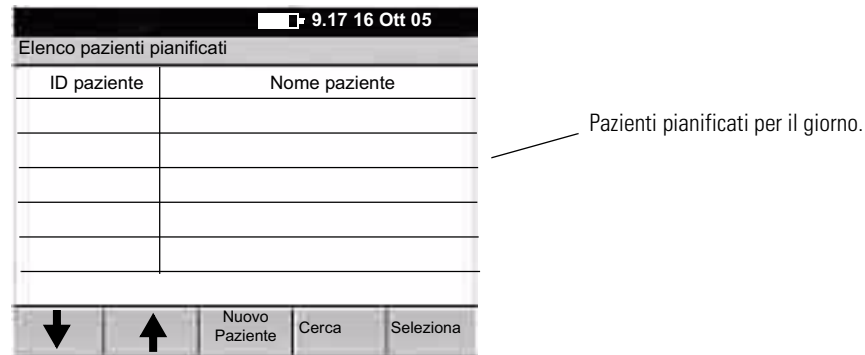 9.17 16 Ott 05
Elenco pazienti pianificati
ID paziente Nome paziente
Pazienti pianificati per il giorno.
Nuovo
Paziente
Cerca
Seleziona